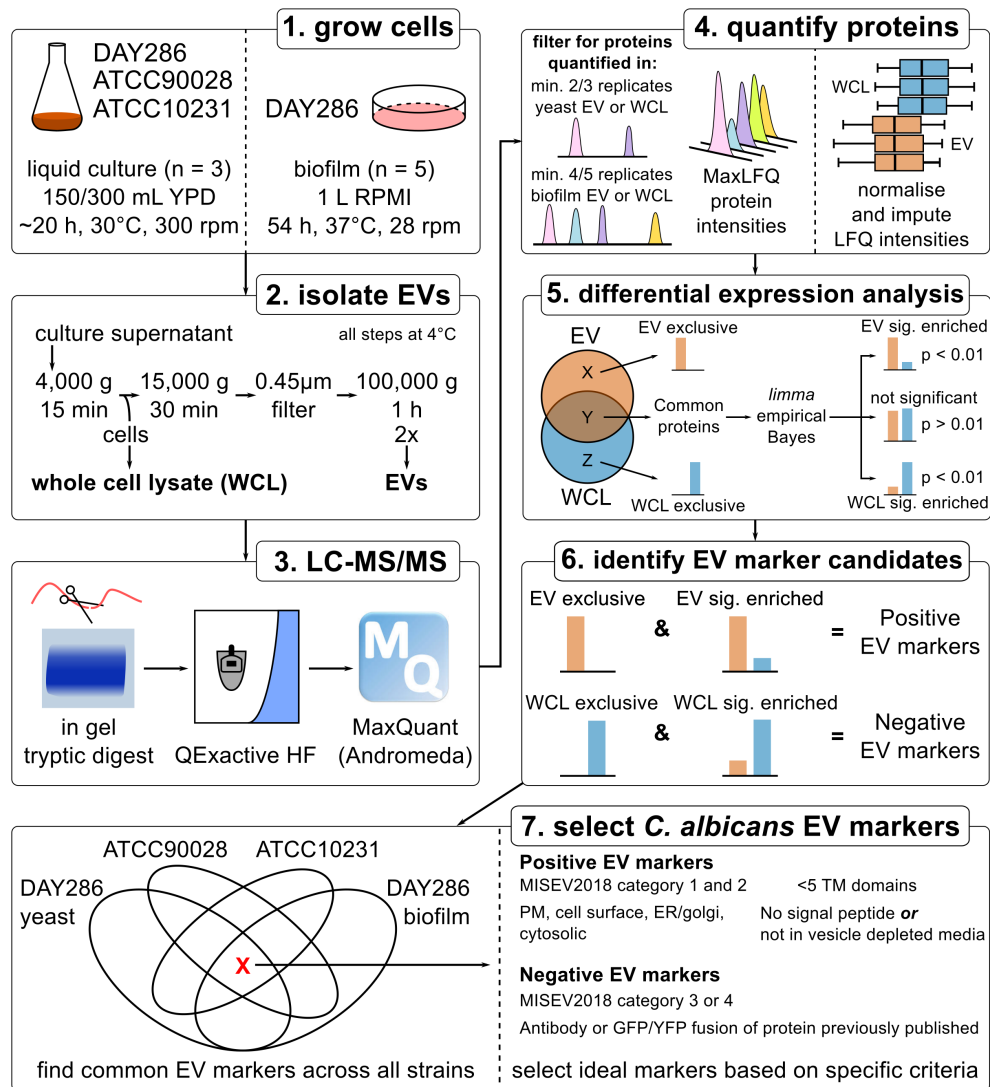 1. grow cells
DAY286
ATCC90028
ATCC10231
liquid culture (n = 3)
150/300 mL YPD
~20 h, 30°C, 300 rpm
DAY286
biofilm (n = 5)
1 L RPMI
54 h, 37°C, 28 rpm
2. isolate EVs
culture supernatant
all steps at 4°C
4,000 g
15 min
15,000 g
30 min
0.45µm
filter
100,000 g
1 h
2x
cells
whole cell lysate (WCL)
EVs
3. LC-MS/MS
in gel
tryptic digest
QExactive HF
MQ
MaxQuant
(Andromeda)
4. quantify proteins
filter for proteins
quantified in:
min. 2/3 replicates
yeast EV or WCL
min. 4/5 replicates
biofilm EV or WCL
MaxLFQ
protein
intensities
WCL
EV
normalise
and impute
LFQ intensities
5. differential expression analysis
EV
X
Y
Z
WCL
EV exclusive
Common
proteins
WCL exclusive
limma
empirical
Bayes
EV sig. enriched
p < 0.01
not significant
p > 0.01
p < 0.01
WCL sig. enriched
6. identify EV marker candidates
EV exclusive
&
EV sig. enriched
=
Positive
EV markers
WCL exclusive
&
WCL sig. enriched
=
Negative
EV markers
7. select C. albicans EV markers
ATCC90028
ATCC10231
DAY286
yeast
DAY286
biofilm
X
find common EV markers across all strains
Positive EV markers
MISEV2018 category 1 and 2
<5 TM domains
PM, cell surface, ER/golgi,
cytosolic
No signal peptide or
not in vesicle depleted media
Negative EV markers
MISEV2018 category 3 or 4
Antibody or GFP/YFP fusion of protein previously published
select ideal markers based on specific criteria